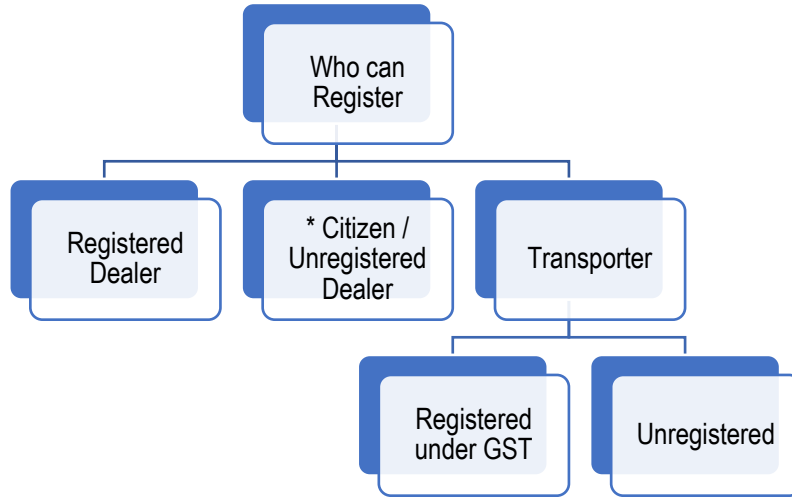 Who can
Register
Registered
Dealer
* Citizen /
Unregistered
Dealer
Transporter
Registered
under GST
Unregistered